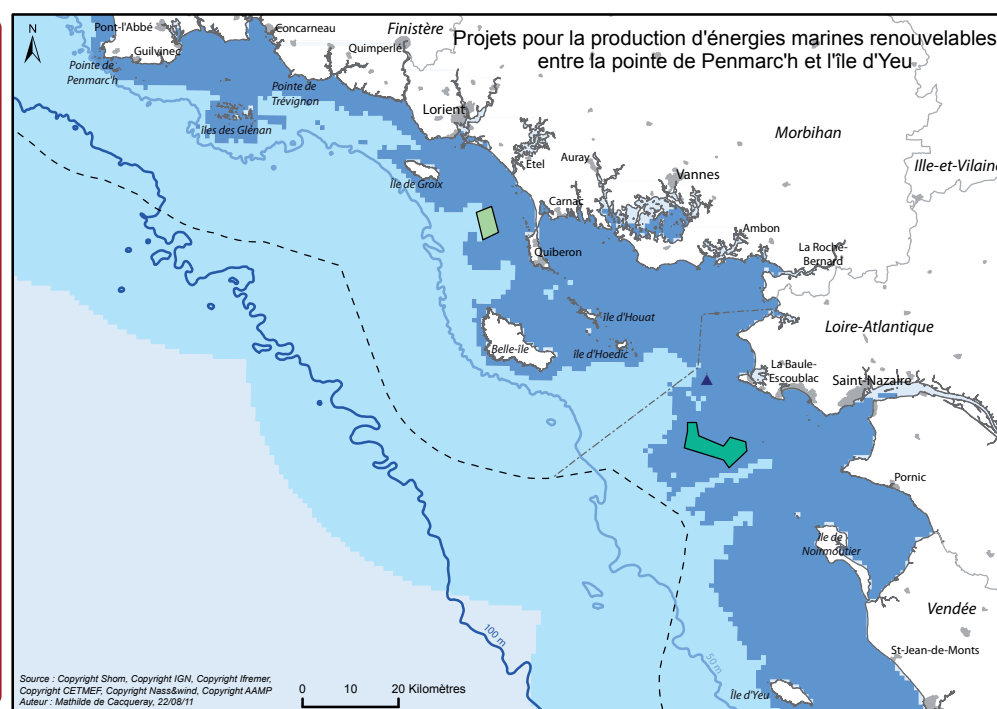 Projets pour la production d'énergies marines renouvelables
entre la pointe de Penmarc'h et l'île d'Yeu
N
Pont-l'Abbé
Concarneau
Finistère
Guilvinec
Quimperlé
Pointe de
Penmarc'h
Pointe de
Trévignon
Lorient
îles des Glénan
Morbihan
Ille-et-Vilaine
Etel
Auray
Vannes
Île de Groix
Carnac
Ambon
La Roche-
Bernard
Quiberon
île d'Houat
Loire-Atlantique
Belle-île
île d'Hoedic
La Baule-
Escoublac
Saint-Nazaire
Pornic
Île de
Noirmoutier
Vendée
100 m
50 m
St-Jean-de-Monts
Île d'Yeu
Source : Copyright Shom, Copyright IGN, Copyright Ifremer,
Copyright CETMEF, Copyright Nass&wind, Copyright AAMP
Auteur : Mathilde de Cacqueray, 22/08/11
0 10 20 Kilomètres